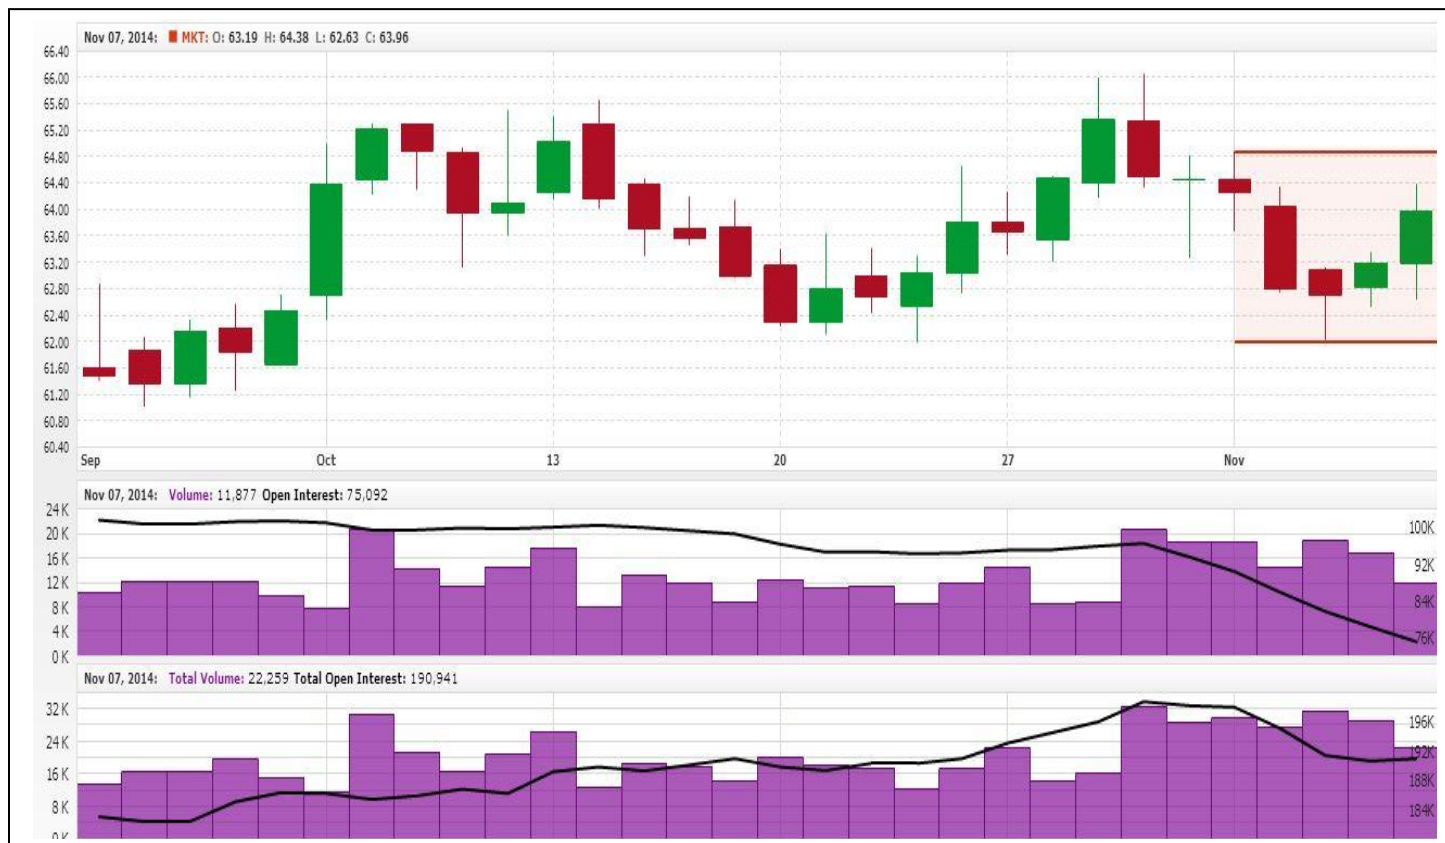 Nov 07, 2014: MKT: O: 63.19 H: 64.38 L: 62.63 C: 63.96
66.40
66.00
65.60
65.20
64.80
64.40
64.00
63.60
63.20
62.80
62.40
62.00
61.60
61.20
60.80
60.40
Sep Oct 13 20 27 Nov
Nov 07, 2014: Volume: 11,877 Open Interest: 75,092
24K
20K 100K
16K
12K 92K
8K 84K
4K 76K
0K
Nov 07, 2014: Total Volume: 22,259 Total Open Interest: 190,941
32K 196K
24K 192K
16K 188K
8K 184K
0K